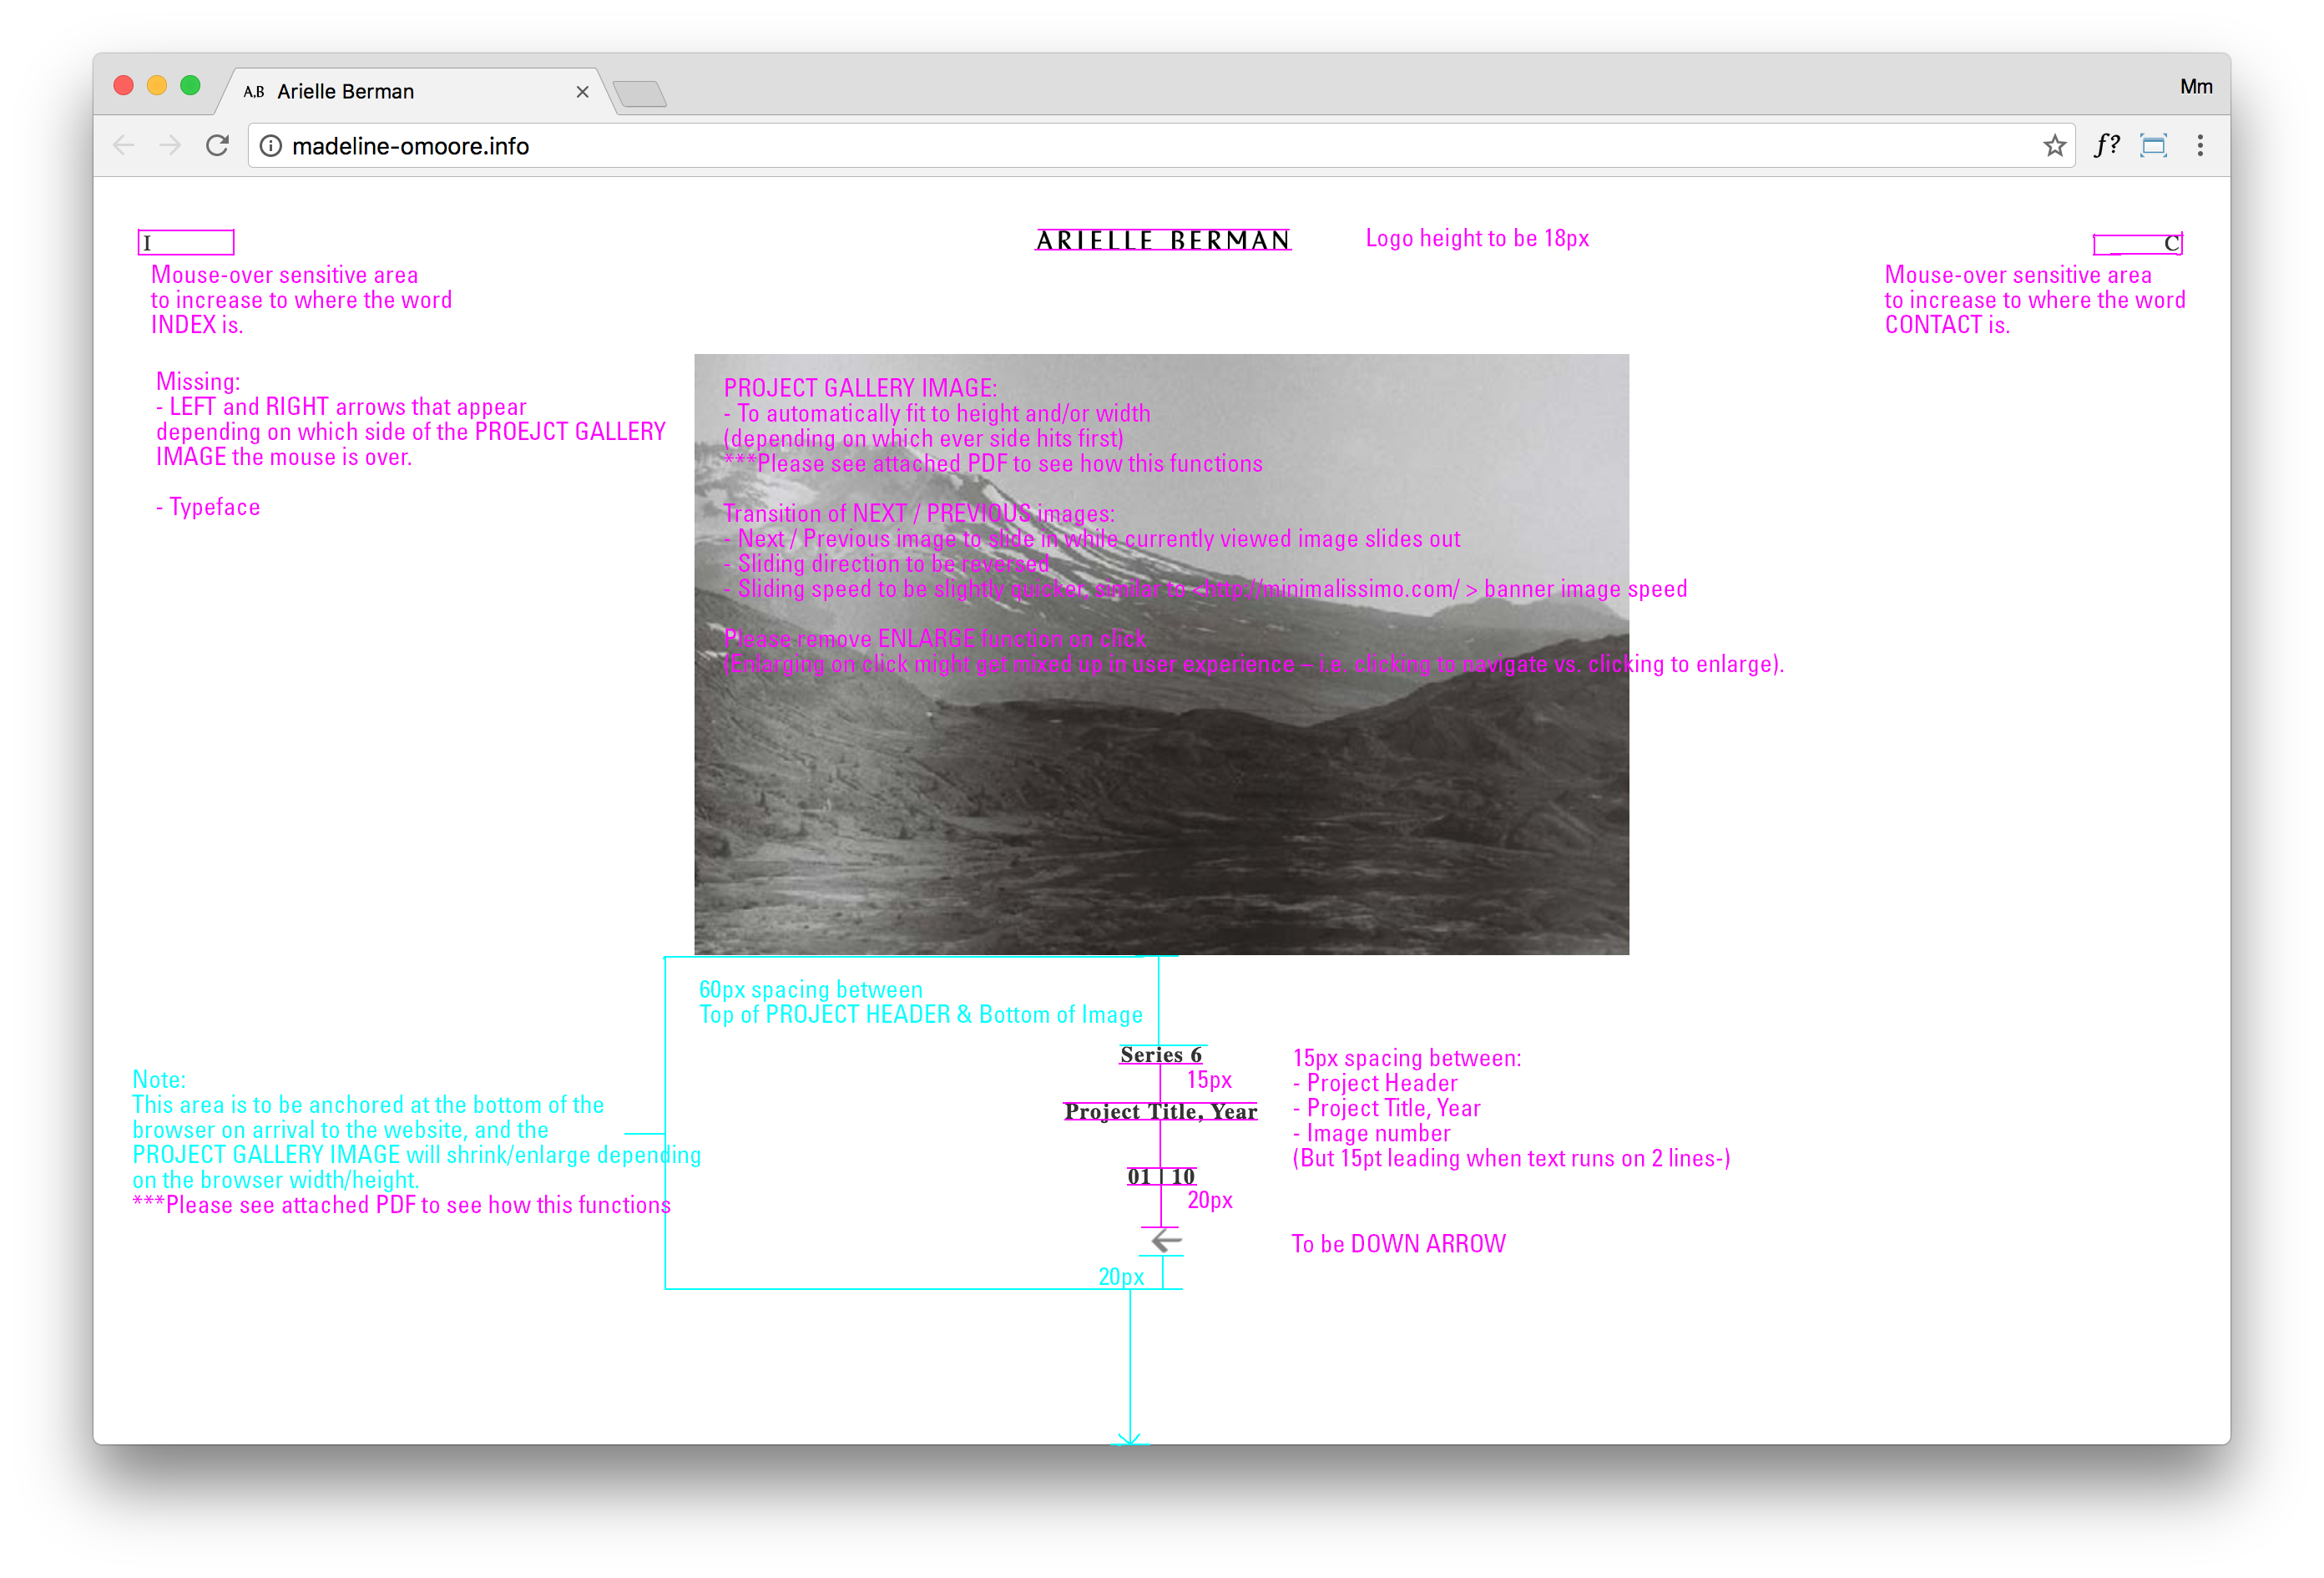 A,B Arielle Berman
Mm
madeline-omoore.info
f?
I
ARIELLE BERMAN
Logo height to be 18px
C
Mouse-over sensitive area
to increase to where the word
INDEX is.
Mouse-over sensitive area
to increase to where the word
CONTACT is.
Missing:
- LEFT and RIGHT arrows that appear
depending on which side of the PROEJCT GALLERY
IMAGE the mouse is over.
- Typeface
PROJECT GALLERY IMAGE:
- To automatically fit to height and/or width
(depending on which ever side hits first)
***Please see attached PDF to see how this functions
Transition of NEXT / PREVIOUS images:
- Next / Previous image to slide in while currently viewed image slides out
- Sliding direction to be reversed
- Sliding speed to be slightly quicker, similar to <http://minimalissimo.com/ > banner image speed
Please remove ENLARGE function on click
(Enlarging on click might get mixed up in user experience – i.e. clicking to navigate vs. clicking to enlarge).
60px spacing between
Top of PROJECT HEADER & Bottom of Image
Note:
This area is to be anchored at the bottom of the
browser on arrival to the website, and the
PROJECT GALLERY IMAGE will shrink/enlarge depending
on the browser width/height.
***Please see attached PDF to see how this functions
Series 6
15px
Project Title, Year
01 | 10
20px
20px
15px spacing between:
- Project Header
- Project Title, Year
- Image number
(But 15pt leading when text runs on 2 lines-)
To be DOWN ARROW